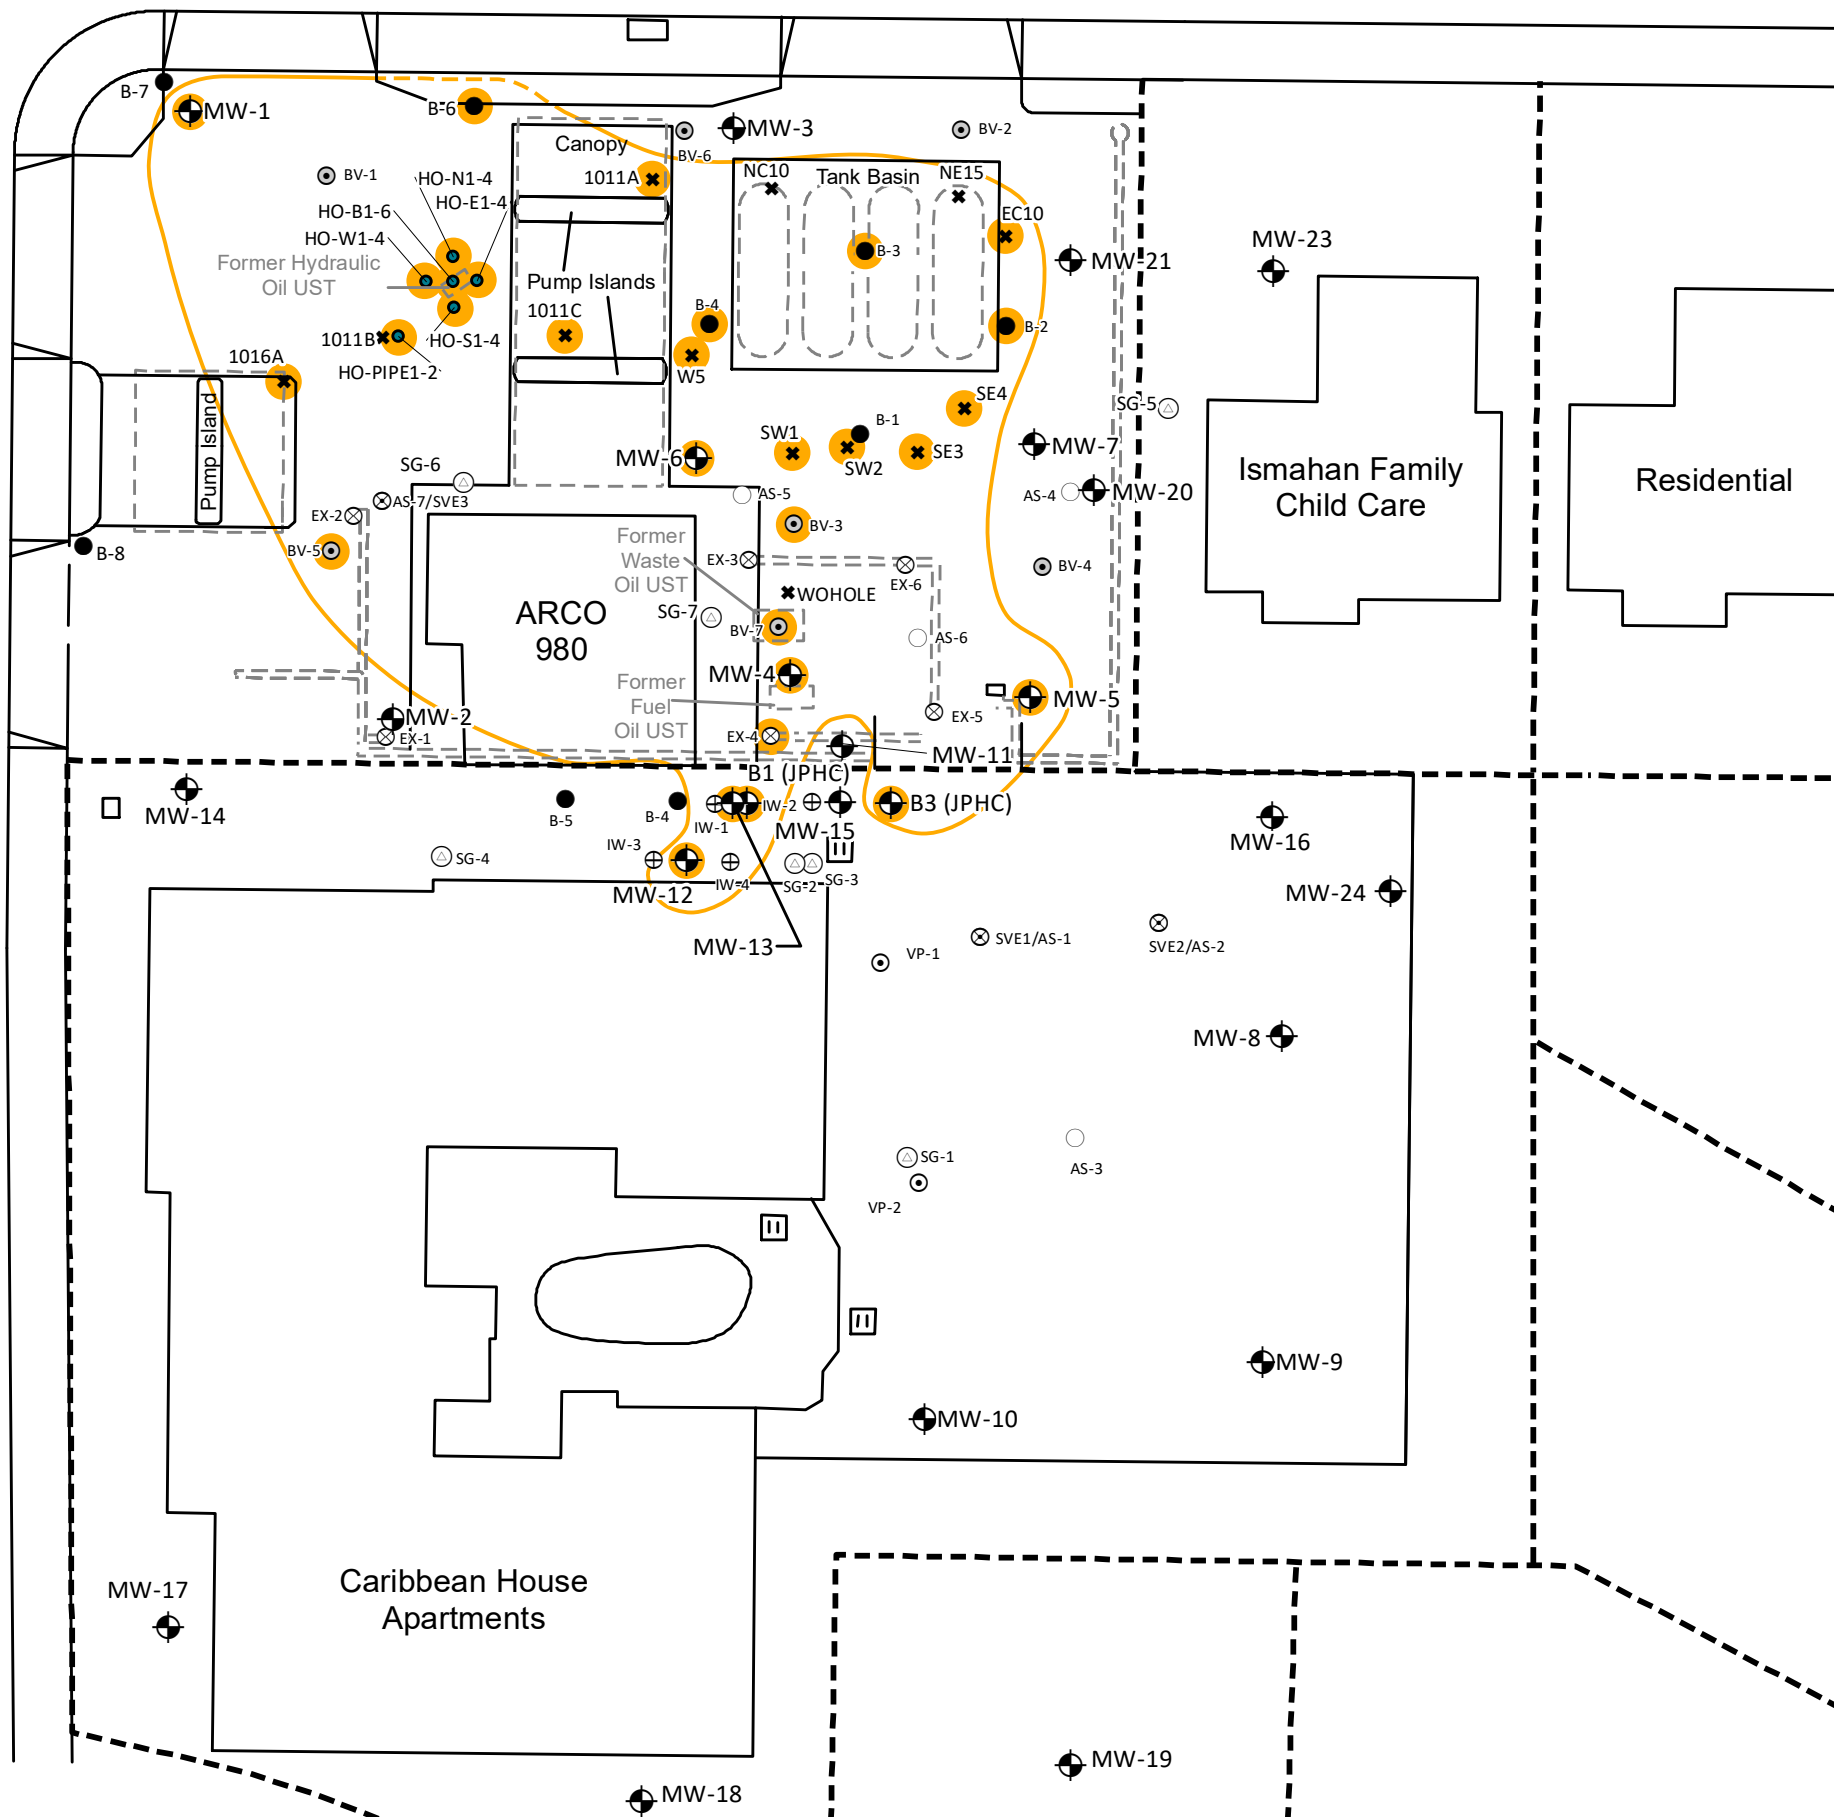 B-7
MW-1
B-6
MW-3
BV-2
Canopy
BV-6
BV-1
HO-N1-4
1011A
NC10
Tank Basin
NE15
HO-E1-4
HO-B1-6
EC10
HO-W1-4
MW-23
Former Hydraulic
Oil UST
B-3
MW-21
Pump Islands
B-4
1011C
B-2
1011B
HO-S1-4
1016A
HO-PIPE1-2
W5
SE4
SG-5
Pump Island
B-1
SW1
MW-7
MW-6
SW2
SE3
SG-6
Ismahan Family
Child Care
Residential
AS-7/SVE3
AS-5
AS-4
MW-20
EX-2
BV-3
Former
Waste
Oil UST
BV-5
B-8
EX-3
EX-6
BV-4
WOHOLE
ARCO
980
SG-7
BV-7
AS-6
MW-4
Former
Fuel
Oil UST
MW-5
MW-2
EX-1
EX-5
EX-4
MW-11
B1 (JPHC)
MW-14
B-5
B-4
IW-1
IW-2
MW-15
B3 (JPHC)
MW-16
IW-3
SG-4
MW-12
IW-4
SG-2
SG-3
MW-24
MW-13
VP-1
SVE1/AS-1
SVE2/AS-2
MW-8
SG-1
AS-3
VP-2
MW-9
MW-10
Caribbean House
Apartments
MW-17
MW-19
MW-18